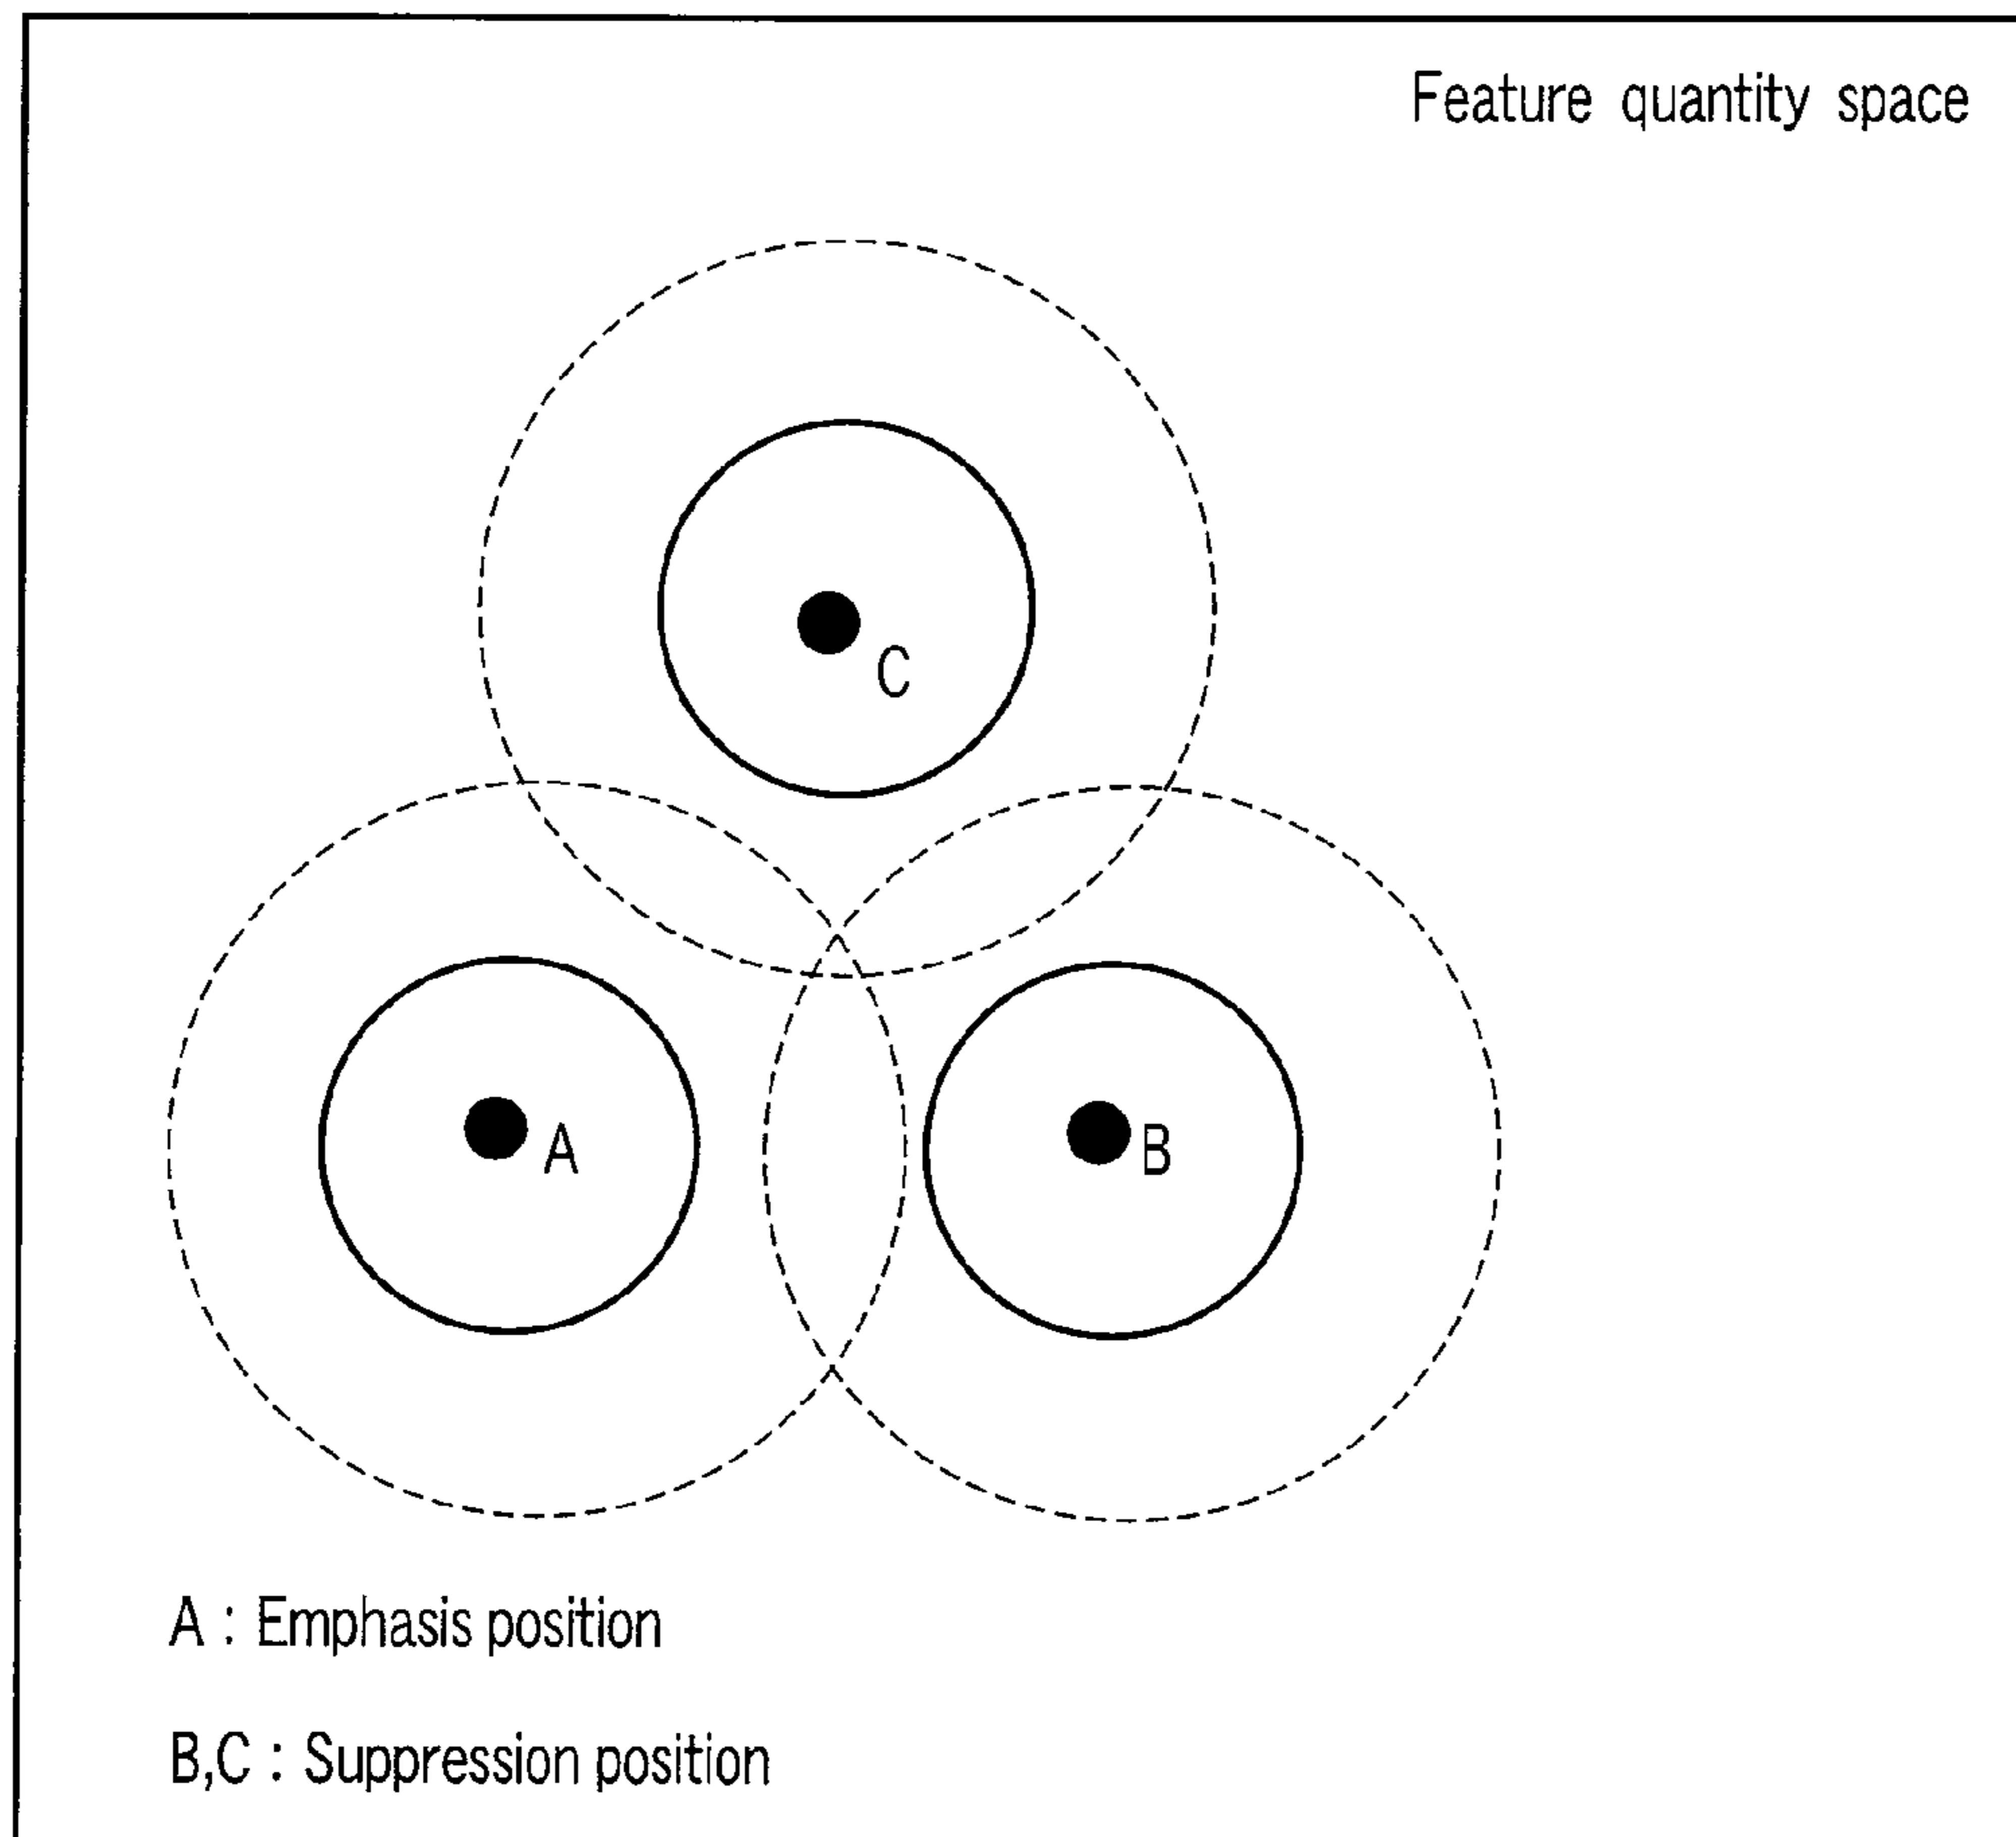 Feature quantity space
C
A
B
A : Emphasis position
B,C : Suppression position